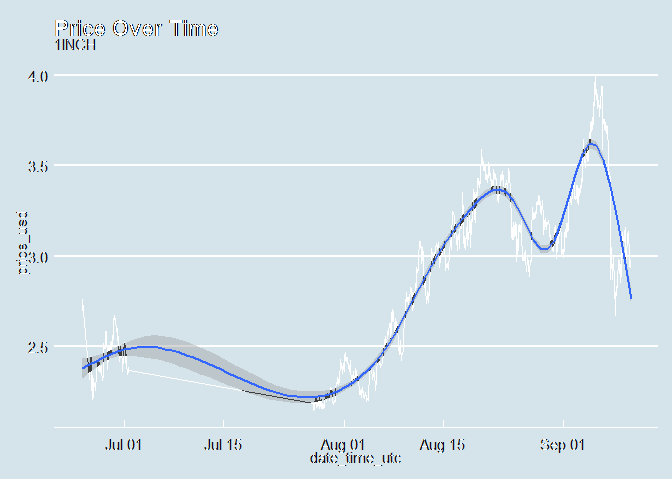 Price Over Time
1INCH
4.0
3.5
3.0
2.5
Jul 01
Jul 15
Aug 01
Aug 15
Sep 01
date_time_utc